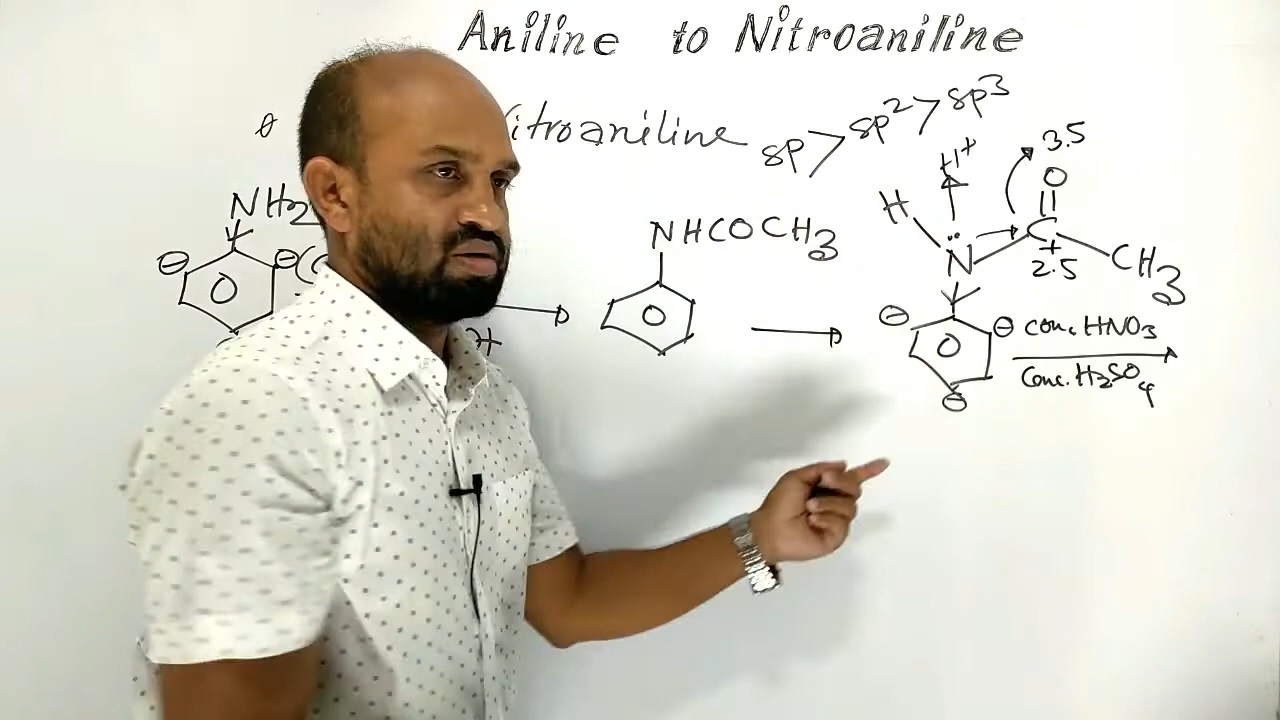 Aniline to Nitroaniline
itroaniline sp > sp2 > sp3
H+ 3.5
O
H
NH2
NHCOCH3
N C
+
2.5
CH3
⊖ ⊖
⊖ ⊖ conc. HNO3
Conc. H2SO4
⊖